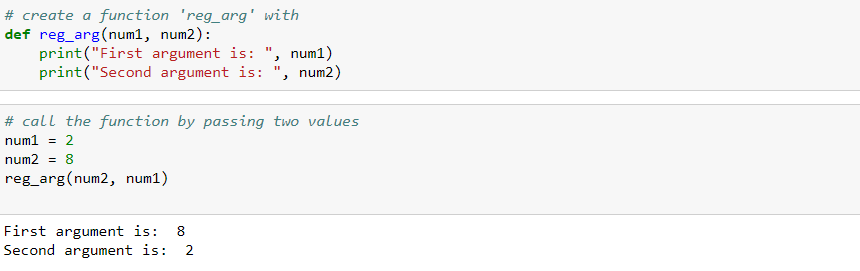 # create a function 'reg_arg' with
def reg_arg(num1, num2):
    print("First argument is: ", num1)
    print("Second argument is: ", num2)
# call the function by passing two values
num1 = 2
num2 = 8
reg_arg(num2, num1)
First argument is:  8
Second argument is:  2